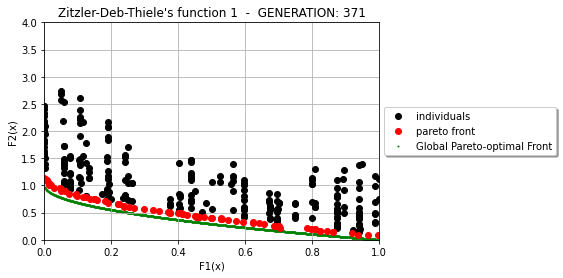 Zitzler-Deb-Thiele's function 1 - GENERATION: 371
4.0
3.5
3.0
2.5
2.0
1.5
1.0
0.5
0.0
F2(x)
0.0 0.2 0.4 0.6 0.8 1.0
F1(x)
individuals
pareto front
Global Pareto-optimal Front